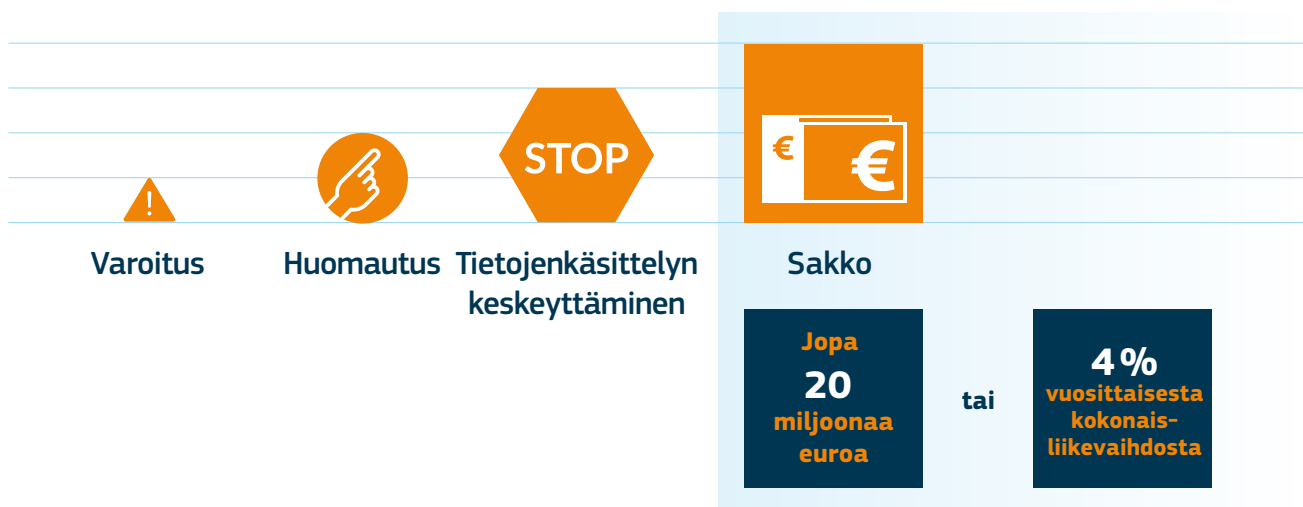 !
STOP
€
€
Varoitus
Huomautus
Tietojenkäsittelyn
keskeyttäminen
Sakko
Jopa
20
miljoonaa
euroa
tai
4 %
vuosittaisesta
kokonais-
liikevaihdosta